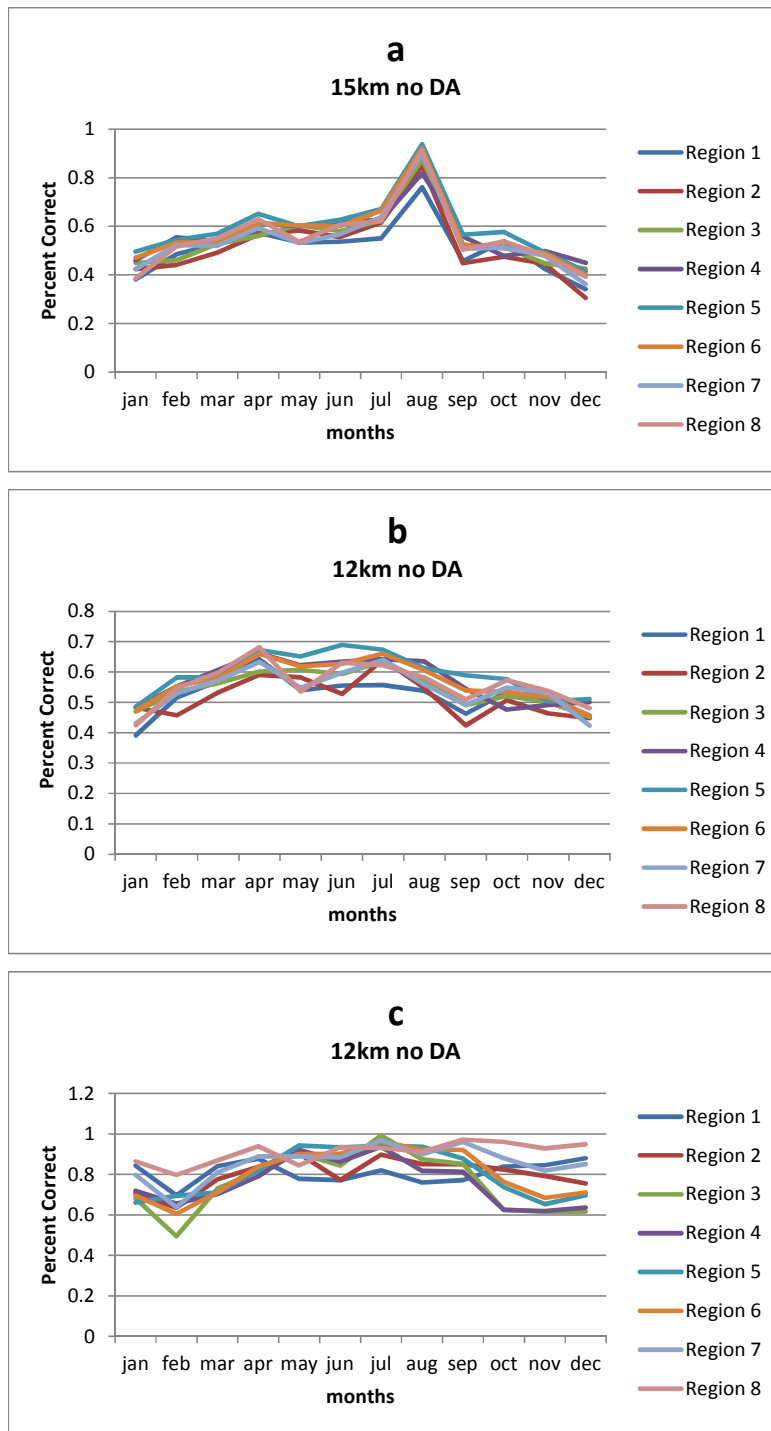 a
15km no DA
Percent Correct
1
0.8
0.6
0.4
0.2
0
jan feb mar apr may jun jul aug sep oct nov dec
months
Region 1
Region 2
Region 3
Region 4
Region 5
Region 6
Region 7
Region 8
b
12km no DA
Percent Correct
0.8
0.7
0.6
0.5
0.4
0.3
0.2
0.1
0
jan feb mar apr may jun jul aug sep oct nov dec
months
Region 1
Region 2
Region 3
Region 4
Region 5
Region 6
Region 7
Region 8
c
12km no DA
Percent Correct
1.2
1
0.8
0.6
0.4
0.2
0
jan feb mar apr may jun jul aug sep oct nov dec
months
Region 1
Region 2
Region 3
Region 4
Region 5
Region 6
Region 7
Region 8